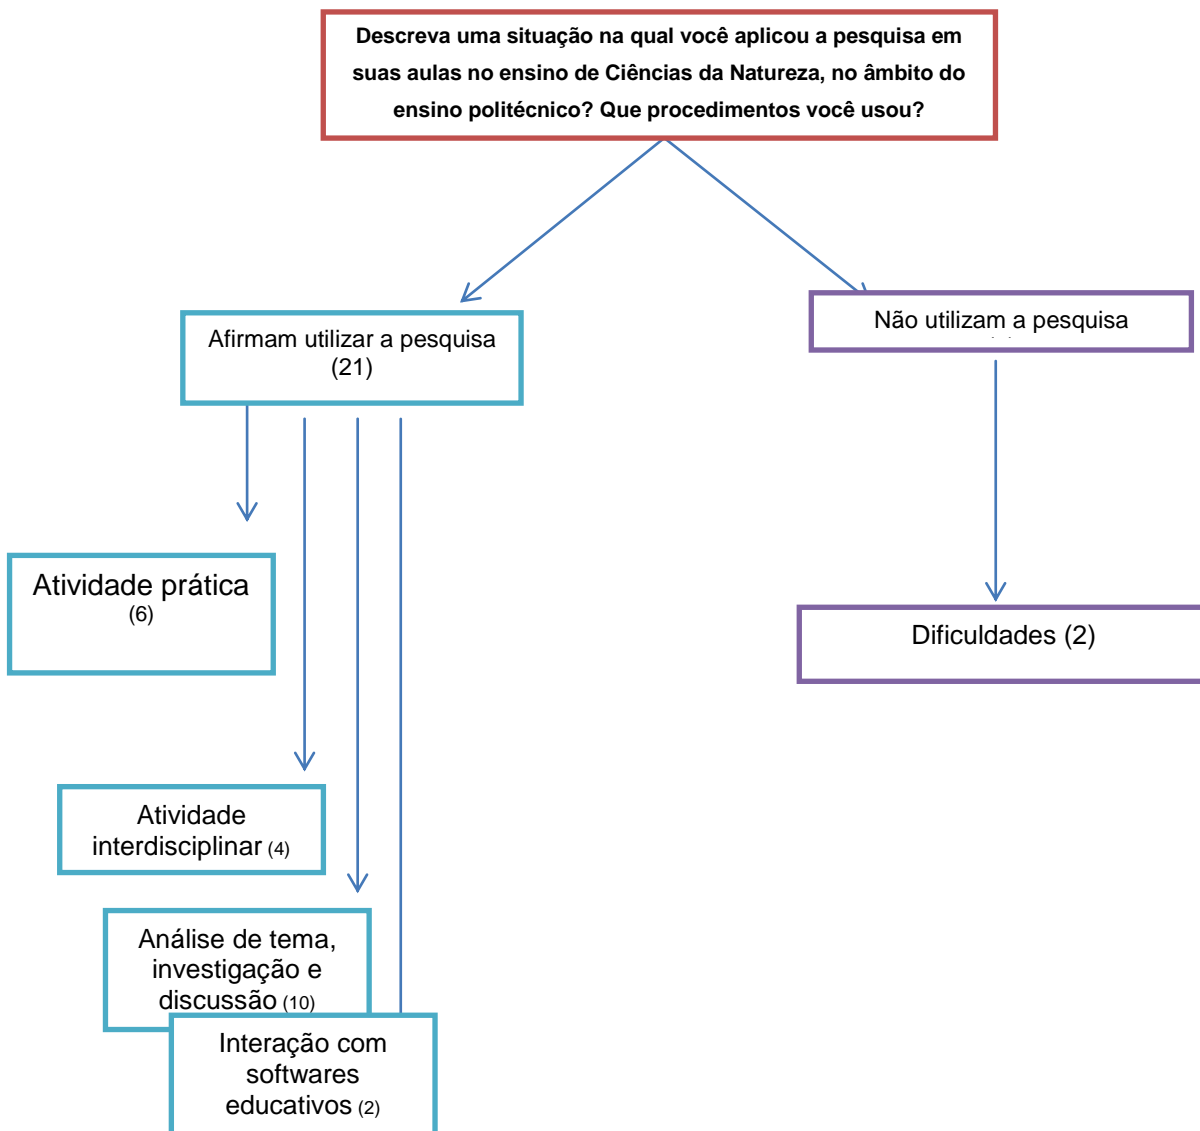 Descreva uma situação na qual você aplicou a pesquisa em
suas aulas no ensino de Ciências da Natureza, no âmbito do
ensino politécnico? Que procedimentos você usou?
Afirmam utilizar a pesquisa
(21)
Não utilizam a pesquisa
Atividade prática
(6)
Dificuldades (2)
Atividade
interdisciplinar (4)
Análise de tema,
investigação e
discussão (10)
Interação com
softwares
educativos (2)